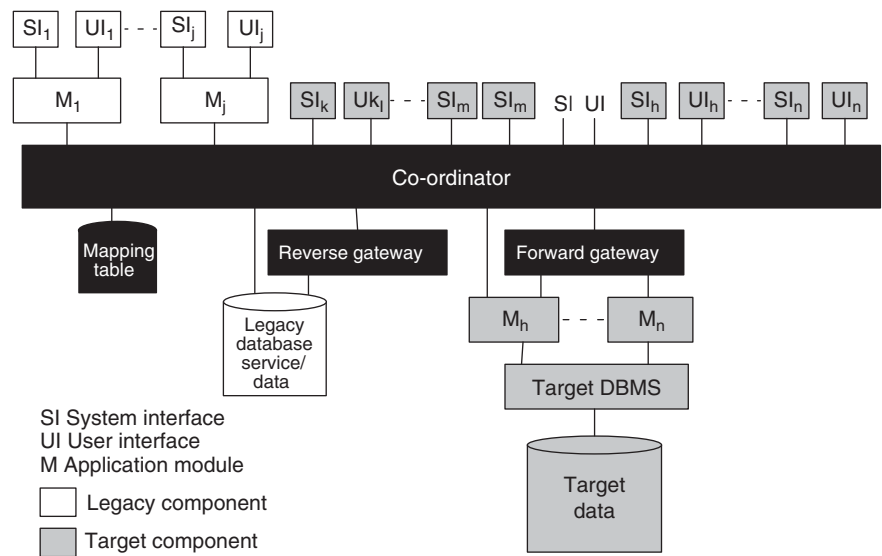 SI₁ UI₁ SIⱼ UIⱼ
M₁ Mⱼ
SIₖ Ukₗ SIₘ SIₘ SI UI SIₕ UIₕ SIₙ UIₙ
Co-ordinator
Mapping
table
Reverse gateway
Forward gateway
Legacy
database
service/
data
Mₕ Mₙ
Target DBMS
Target
data
SI System interface
UI User interface
M Application module
Legacy component
Target component